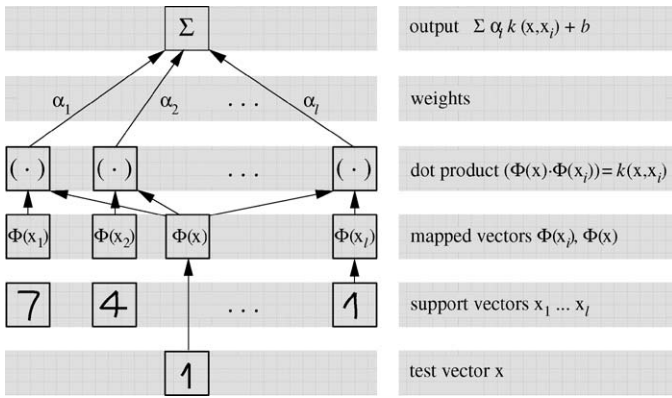 Σ output Σ αᵢ k (x,xᵢ) + b
α₁ α₂ . . . αₗ weights
(·) (·) . . . (·) dot product (Φ(x)·Φ(xᵢ)) = k(x,xᵢ)
Φ(x₁) Φ(x₂) Φ(x) Φ(xₗ) mapped vectors Φ(xᵢ), Φ(x)
7 4 . . . 1 support vectors x₁ ... xₗ
1 test vector x